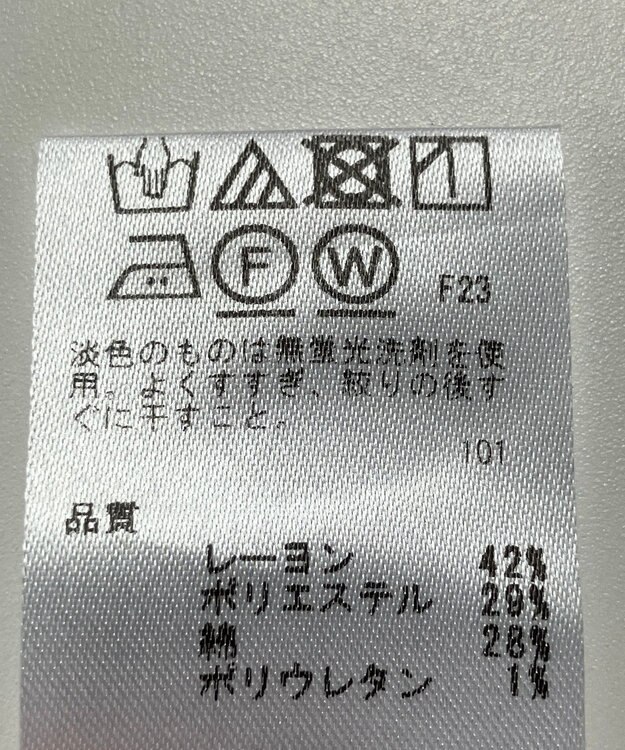 F W F23
淡色のものは無蛍光洗剤を使
用。よくすすぎ、絞りの後す
ぐに干すこと。
101
品質
レーヨン 42%
ポリエステル 29%
綿 28%
ポリウレタン 1%